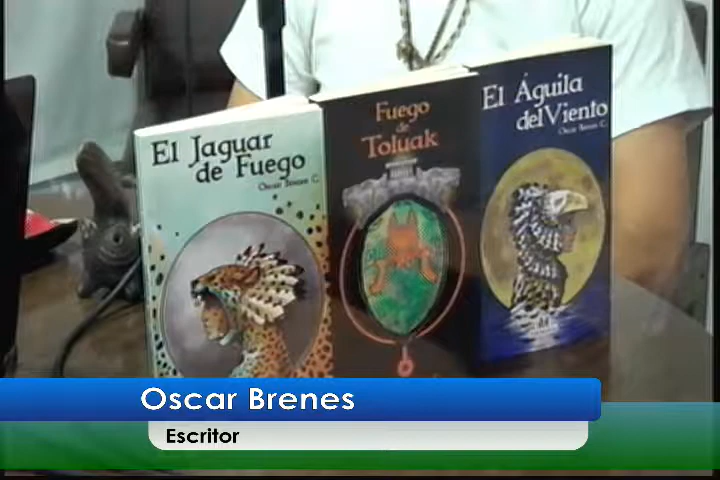 El Jaguar
de Fuego
Oscar Brenes C.
Fuego
de
Toluak
El Águila
del Viento
Oscar Brenes C.
Oscar Brenes
Escritor